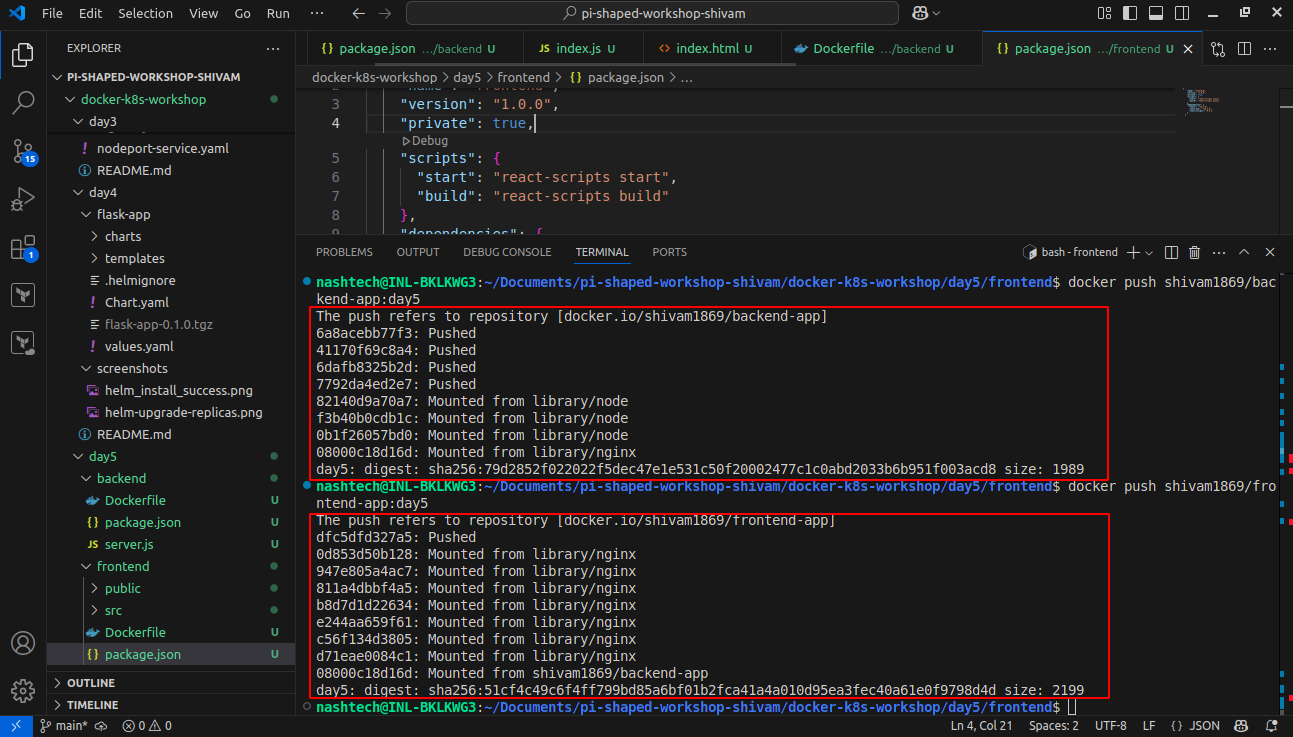 File Edit Selection View Go Run ··· pi-shaped-workshop-shivam
EXPLORER ···
PI-SHAPED-WORKSHOP-SHIVAM
docker-k8s-workshop
day3
nodeport-service.yaml
README.md
day4
flask-app
charts
templates
.helmignore
Chart.yaml
flask-app-0.1.0.tgz
values.yaml
screenshots
helm_install_success.png
helm-upgrade-replicas.png
README.md
day5
backend
Dockerfile U
package.json U
server.js U
frontend
public
src
Dockerfile U
package.json U
OUTLINE
TIMELINE
15
1
{} package.json .../backend U JS index.js U <> index.html U Dockerfile .../backend U {} package.json .../frontend U
docker-k8s-workshop > day5 > frontend > {} package.json > ...
2 "name": "frontend",
3 "version": "1.0.0",
4 "private": true,
Debug
5 "scripts": {
6 "start": "react-scripts start",
7 "build": "react-scripts build"
8 },
9 "dependencies": {
PROBLEMS OUTPUT DEBUG CONSOLE TERMINAL PORTS bash - frontend
nashtech@INL-BKLKWG3:~/Documents/pi-shaped-workshop-shivam/docker-k8s-workshop/day5/frontend$ docker push shivam1869/bac
kend-app:day5
The push refers to repository [docker.io/shivam1869/backend-app]
6a8acebb77f3: Pushed
41170f69c8a4: Pushed
6dafb8325b2d: Pushed
7792da4ed2e7: Pushed
82140d9a70a7: Mounted from library/node
f3b40b0cdb1c: Mounted from library/node
0b1f26057bd0: Mounted from library/node
08000c18d16d: Mounted from library/nginx
day5: digest: sha256:79d2852f022022f5dec47e1e531c50f20002477c1c0abd2033b6b951f003acd8 size: 1989
nashtech@INL-BKLKWG3:~/Documents/pi-shaped-workshop-shivam/docker-k8s-workshop/day5/frontend$ docker push shivam1869/fro
ntend-app:day5
The push refers to repository [docker.io/shivam1869/frontend-app]
dfc5dfd327a5: Pushed
0d853d50b128: Mounted from library/nginx
947e805a4ac7: Mounted from library/nginx
811a4dbbf4a5: Mounted from library/nginx
b8d7d1d22634: Mounted from library/nginx
e244aa659f61: Mounted from library/nginx
c56f134d3805: Mounted from library/nginx
d71eae0084c1: Mounted from library/nginx
08000c18d16d: Mounted from shivam1869/backend-app
day5: digest: sha256:51cf4c49c6f4ff799bd85a6bf01b2fca41a4a010d95ea3fec40a61e0f9798d4d size: 2199
nashtech@INL-BKLKWG3:~/Documents/pi-shaped-workshop-shivam/docker-k8s-workshop/day5/frontend$
main* 0 0 Ln 4, Col 21 Spaces: 2 UTF-8 LF {} JSON